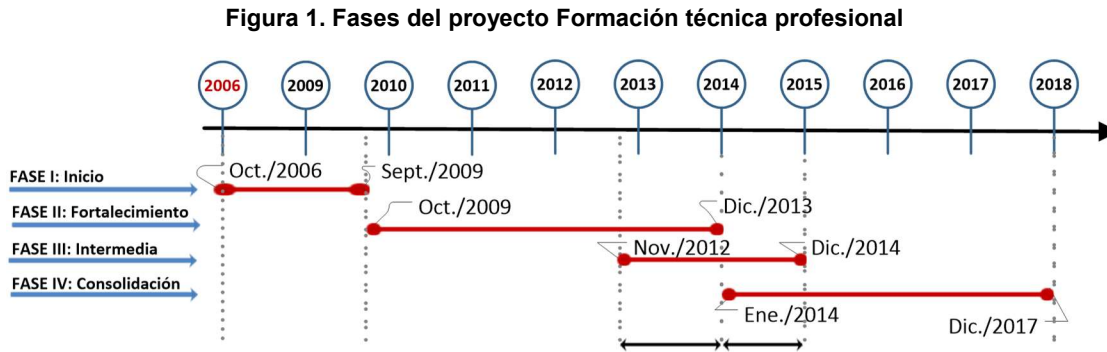 Figura 1. Fases del proyecto Formación técnica profesional
2006 2009 2010 2011 2012 2013 2014 2015 2016 2017 2018
Oct./2006 Sept./2009
FASE I: Inicio
Oct./2009 Dic./2013
FASE II: Fortalecimiento
Nov./2012 Dic./2014
FASE III: Intermedia
FASE IV: Consolidación
Ene./2014 Dic./2017